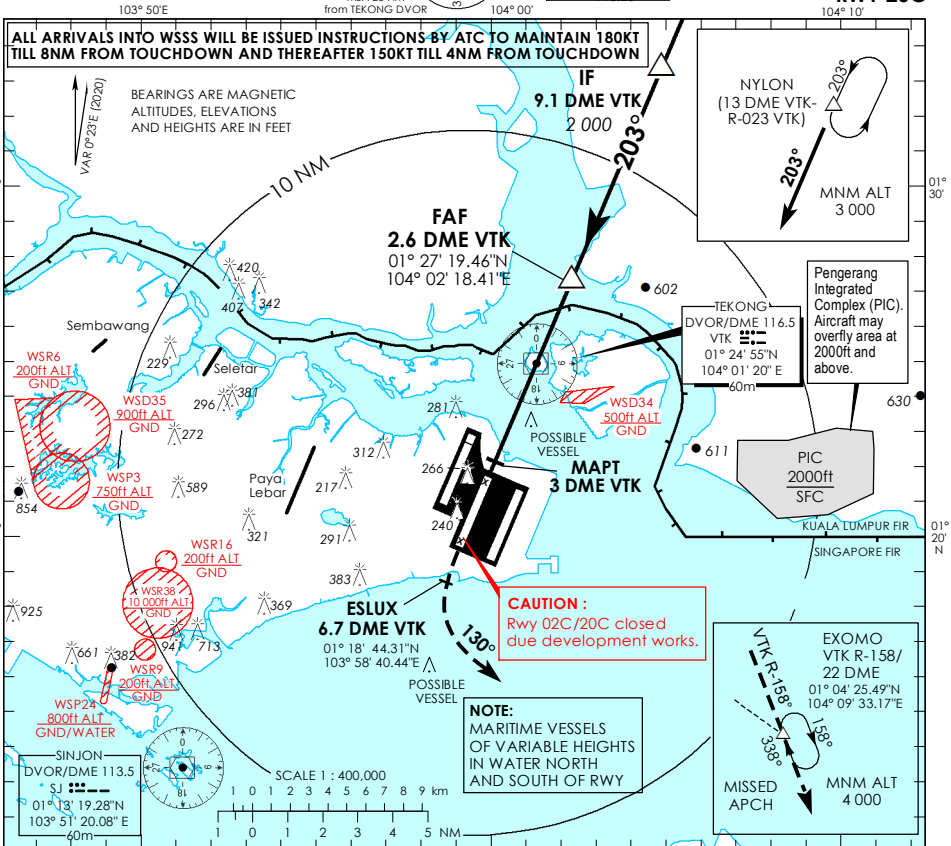 103° 50'E
from TEKONG DVOR
104° 00'
104° 10'
ALL ARRIVALS INTO WSSS WILL BE ISSUED INSTRUCTIONS BY ATC TO MAINTAIN 180KT
TILL 8NM FROM TOUCHDOWN AND THEREAFTER 150KT TILL 4NM FROM TOUCHDOWN
VAR 0°23'E (2020)
BEARINGS ARE MAGNETIC
ALTITUDES, ELEVATIONS
AND HEIGHTS ARE IN FEET
IF
9.1 DME VTK
2 000
203°
NYLON
(13 DME VTK-
R-023 VTK)
203°
203°
MNM ALT
3 000
01°
30'
10 NM
FAF
2.6 DME VTK
01° 27' 19.46"N
104° 02' 18.41"E
420
407
342
602
Pengerang
Integrated
Complex (PIC).
Aircraft may
overfly area at
2000ft and
above.
TEKONG
DVOR/DME 116.5
VTK
01° 24' 55"N
104° 01' 20" E
60m
Sembawang
229
Seletar
WSR6
200ft ALT
GND
WSD35
900ft ALT
GND
296
381
272
281
0
9
18
27
WSD34
500ft ALT
GND
630
POSSIBLE
VESSEL
312
611
PIC
2000ft
SFC
WSP3
750ft ALT
GND
854
589
Paya
Lebar
217
266
MAPT
3 DME VTK
240
321
291
KUALA LUMPUR FIR
SINGAPORE FIR
01°
20'
N
WSR16
200ft ALT
GND
WSR38
10 000ft ALT
GND
383
369
925
ESLUX
6.7 DME VTK
01° 18' 44.31"N
103° 58' 40.44"E
130°
CAUTION :
Rwy 02C/20C closed
due development works.
661
382
941
713
WSR9
200ft ALT
GND
WSP24
800ft ALT
GND/WATER
POSSIBLE
VESSEL
NOTE:
MARITIME VESSELS
OF VARIABLE HEIGHTS
IN WATER NORTH
AND SOUTH OF RWY
VTK R-158°
EXOMO
VTK R-158/
22 DME
01° 04' 25.49"N
104° 09' 33.17"E
158°
338°
MISSED
APCH
MNM ALT
4 000
SINJON
DVOR/DME 113.5
SJ
01° 13' 19.28"N
103° 51' 20.08" E
60m
0
9
18
27
SCALE 1 : 400,000
1 0 1 2 3 4 5 6 7 8 9 km
1 0 1 2 3 4 5 NM